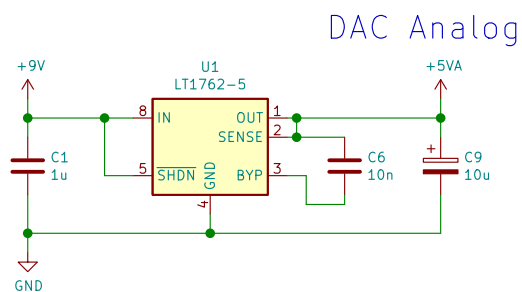 DAC Analog
+9V
U1
LT1762-5
+5VA
8
IN
OUT
1
SENSE
2
C1
1u
5
SHDN
GND
BYP
3
4
C6
10n
+
C9
10u
GND